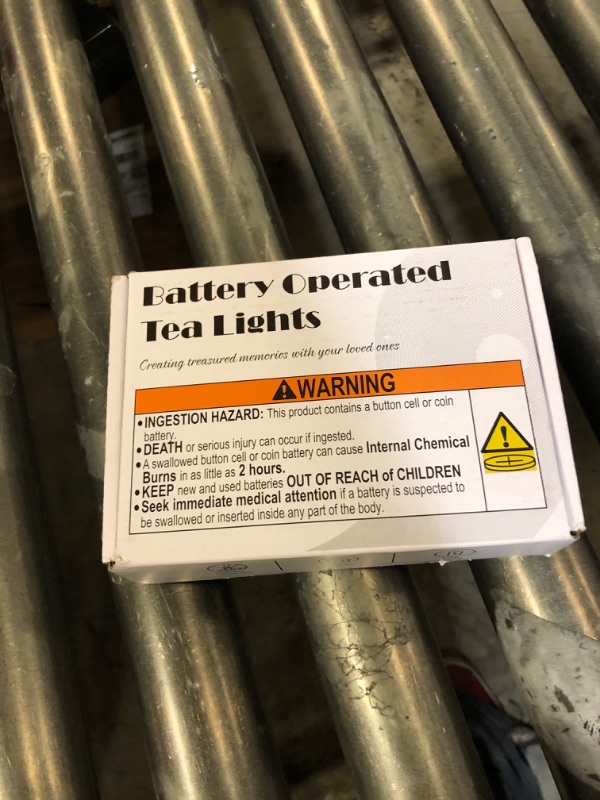 Battery Operated
Tea Lights
Creating treasured memories with your loved ones
WARNING
• INGESTION HAZARD: This product contains a button cell or coin
battery.
• DEATH or serious injury can occur if ingested.
• A swallowed button cell or coin battery can cause Internal Chemical
Burns in as little as 2 hours.
• KEEP new and used batteries OUT OF REACH of CHILDREN
• Seek immediate medical attention if a battery is suspected to
be swallowed or inserted inside any part of the body.